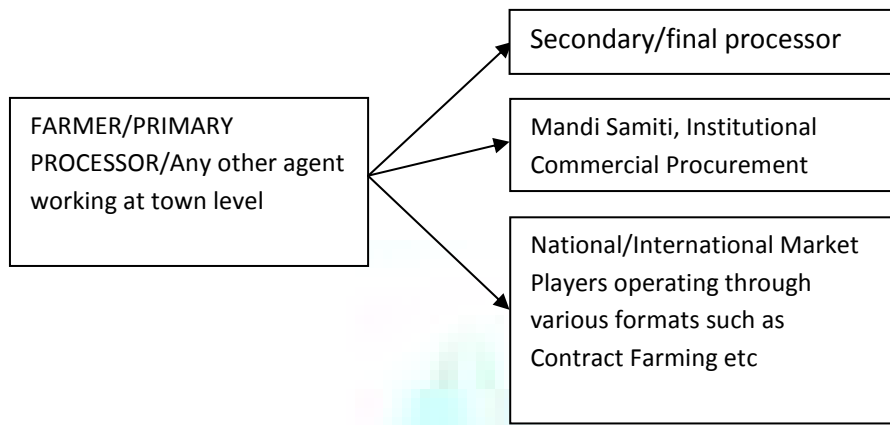 FARMER/PRIMARY
PROCESSOR/Any other agent
working at town level
Secondary/final processor
Mandi Samiti, Institutional
Commercial Procurement
National/International Market
Players operating through
various formats such as
Contract Farming etc